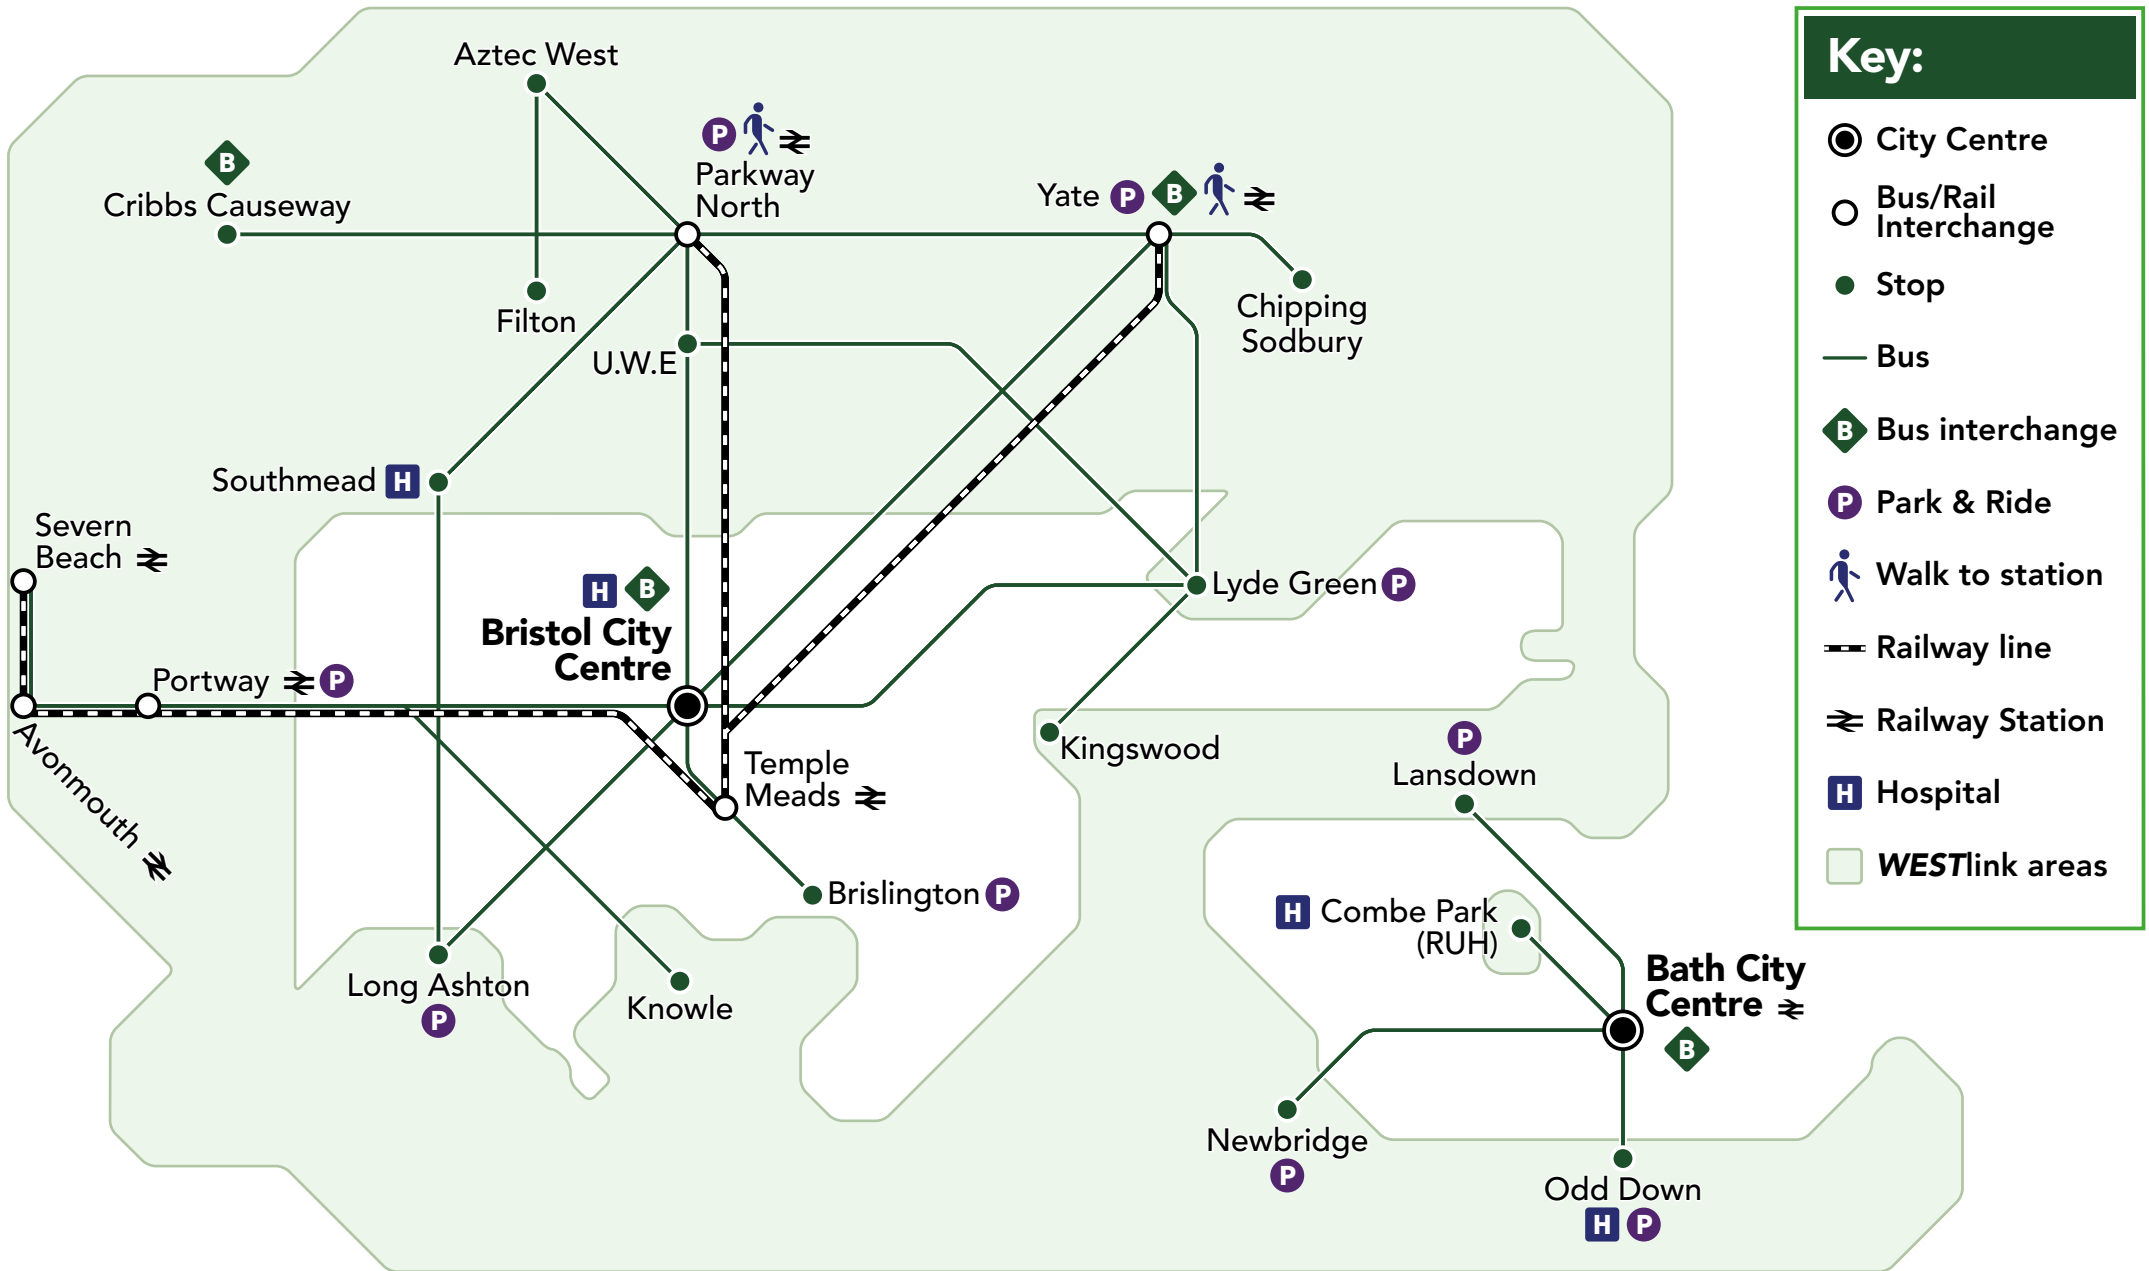 Aztec West
P
Parkway
North
B
Cribbs Causeway
Yate P B
Filton
Chipping
Sodbury
U.W.E
Southmead H
Severn
Beach
H B
Bristol City
Centre
Lyde Green P
Portway P
Avonmouth
Temple
Meads
Kingswood
P
Lansdown
Brislington P
H Combe Park
(RUH)
Long Ashton
P
Knowle
Bath City
Centre
B
Newbridge
P
Odd Down
H P
Key:
City Centre
Bus/Rail
Interchange
Stop
Bus
B Bus interchange
P Park & Ride
Walk to station
Railway line
Railway Station
H Hospital
WESTlink areas